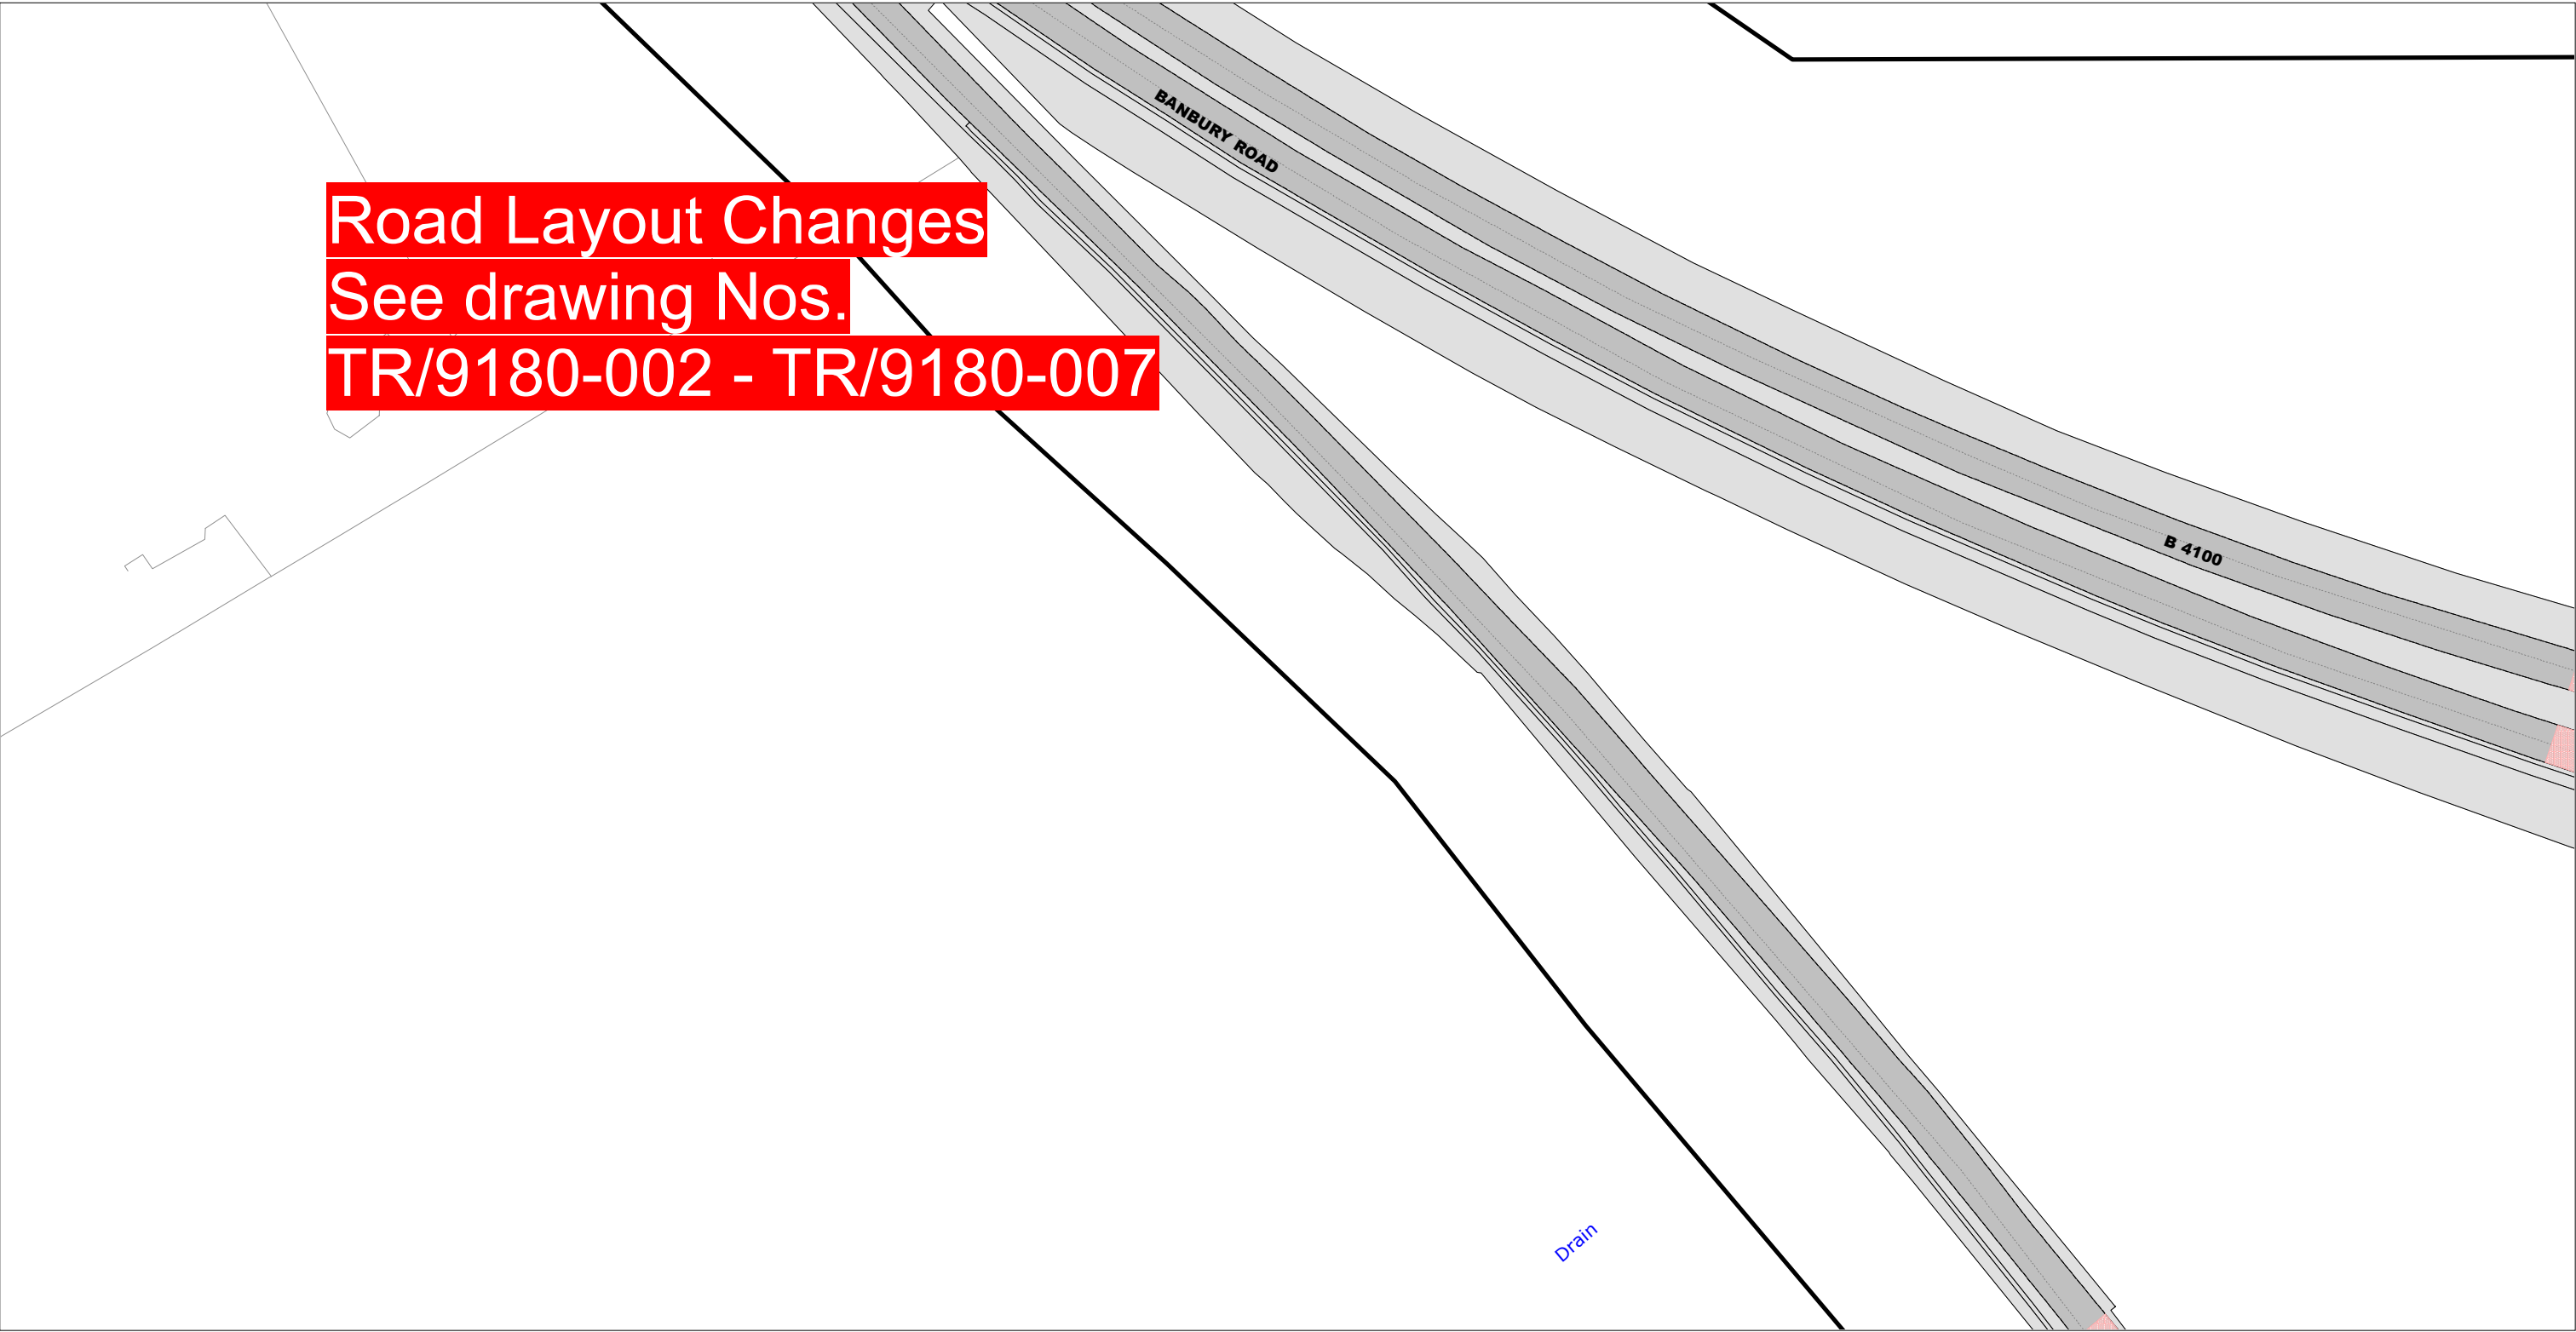 BANBURY ROAD
Road Layout Changes
See drawing Nos.
TR/9180-002 - TR/9180-007
B 4100
Drain